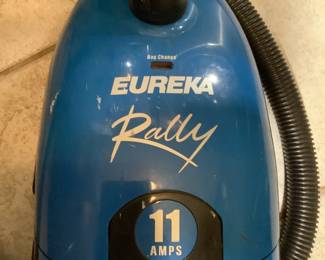 Bag Change
EUREKA
Rally
11
AMPS